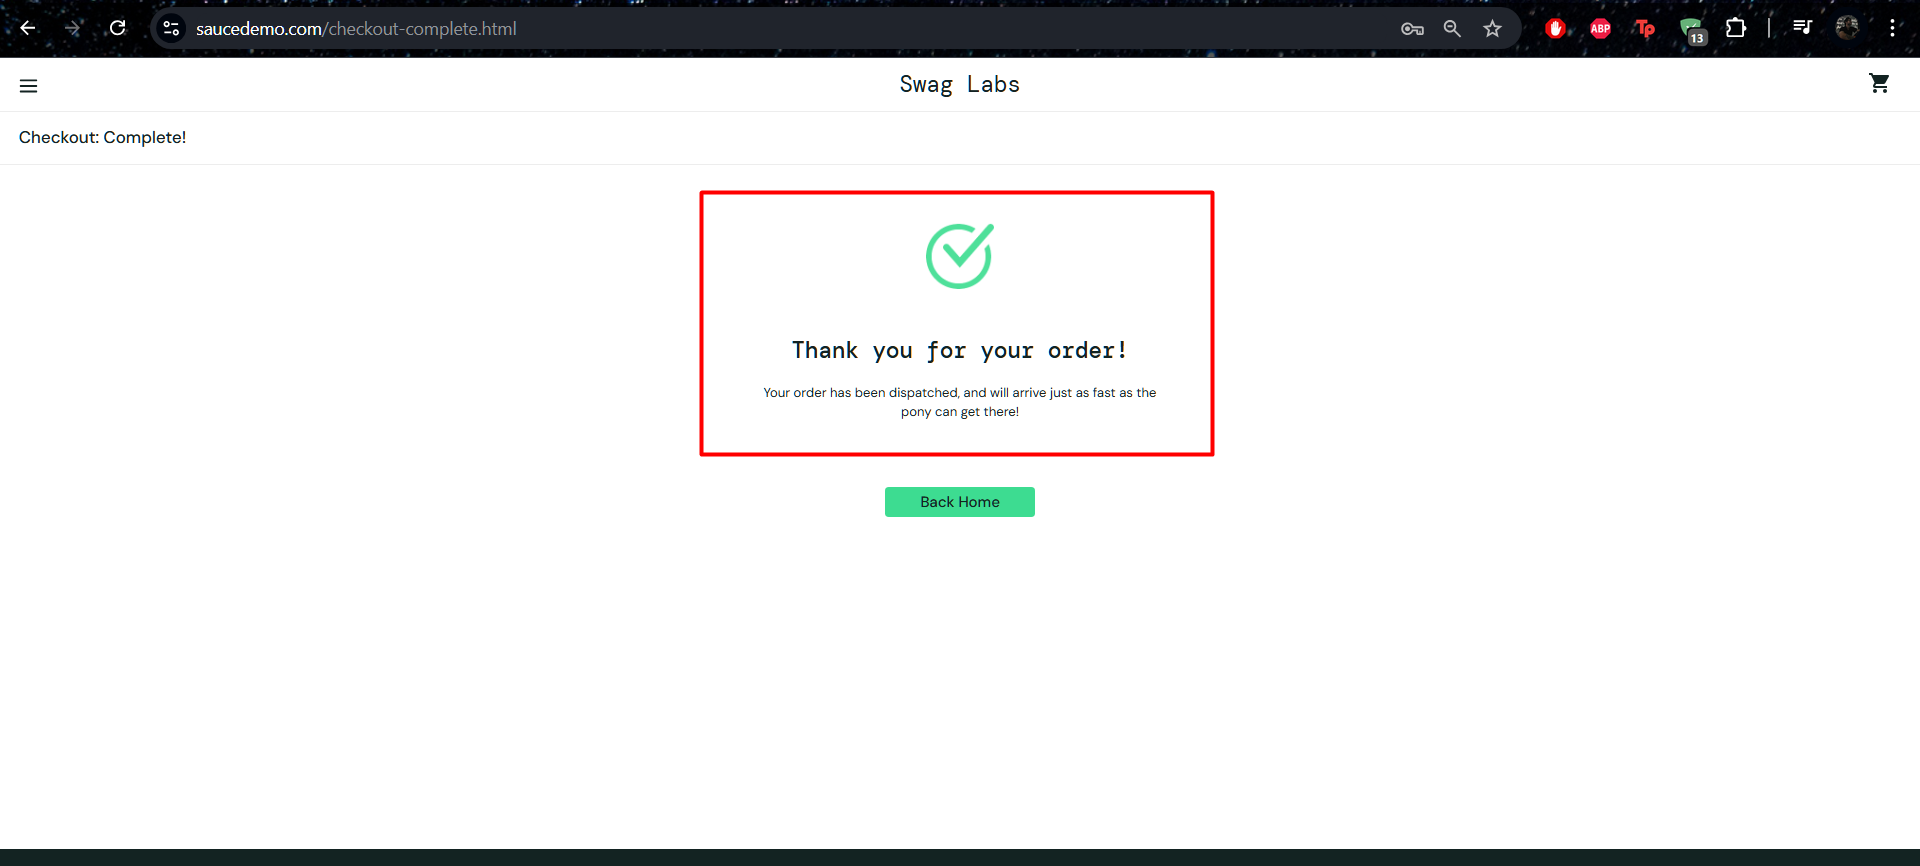 saucedemo.com/checkout-complete.html
ABP
Tp
13
Swag Labs
Checkout: Complete!
Thank you for your order!
Your order has been dispatched, and will arrive just as fast as the
pony can get there!
Back Home